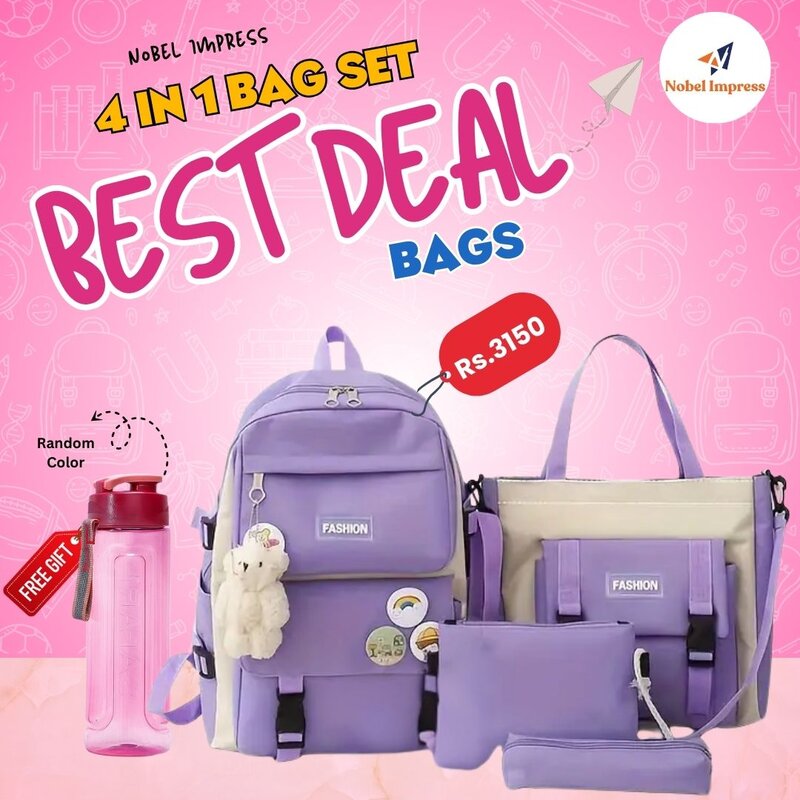 NOBEL IMPRESS
4 IN 1 BAG SET
BEST DEAL
BAGS
Nobel Impress
Rs.3150
Random
Color
FREE GIFT
FASHION
FASHION